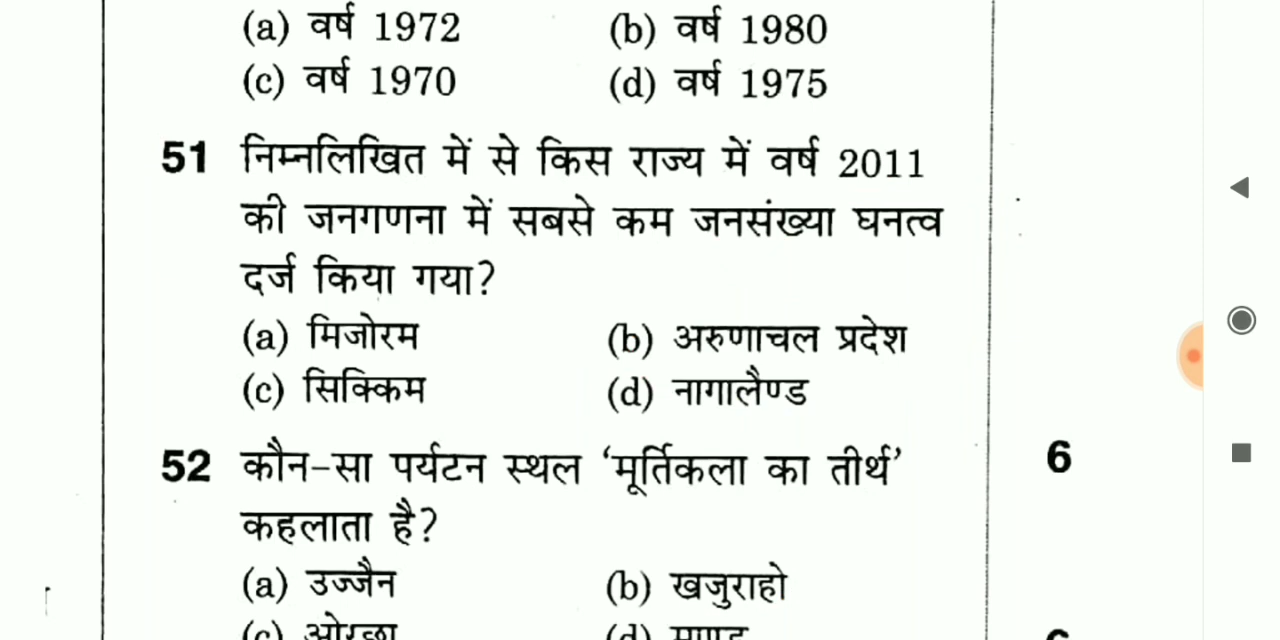 (a) वर्ष 1972 (b) वर्ष 1980
(c) वर्ष 1970 (d) वर्ष 1975
51 निम्नलिखित में से किस राज्य में वर्ष 2011
की जनगणना में सबसे कम जनसंख्या घनत्व
दर्ज किया गया?
(a) मिजोरम (b) अरुणाचल प्रदेश
(c) सिक्किम (d) नागालैण्ड
52 कौन-सा पर्यटन स्थल ‘मूर्तिकला का तीर्थ’ 6
कहलाता है?
(a) उज्जैन (b) खजुराहो
(c) ओरछा (d)